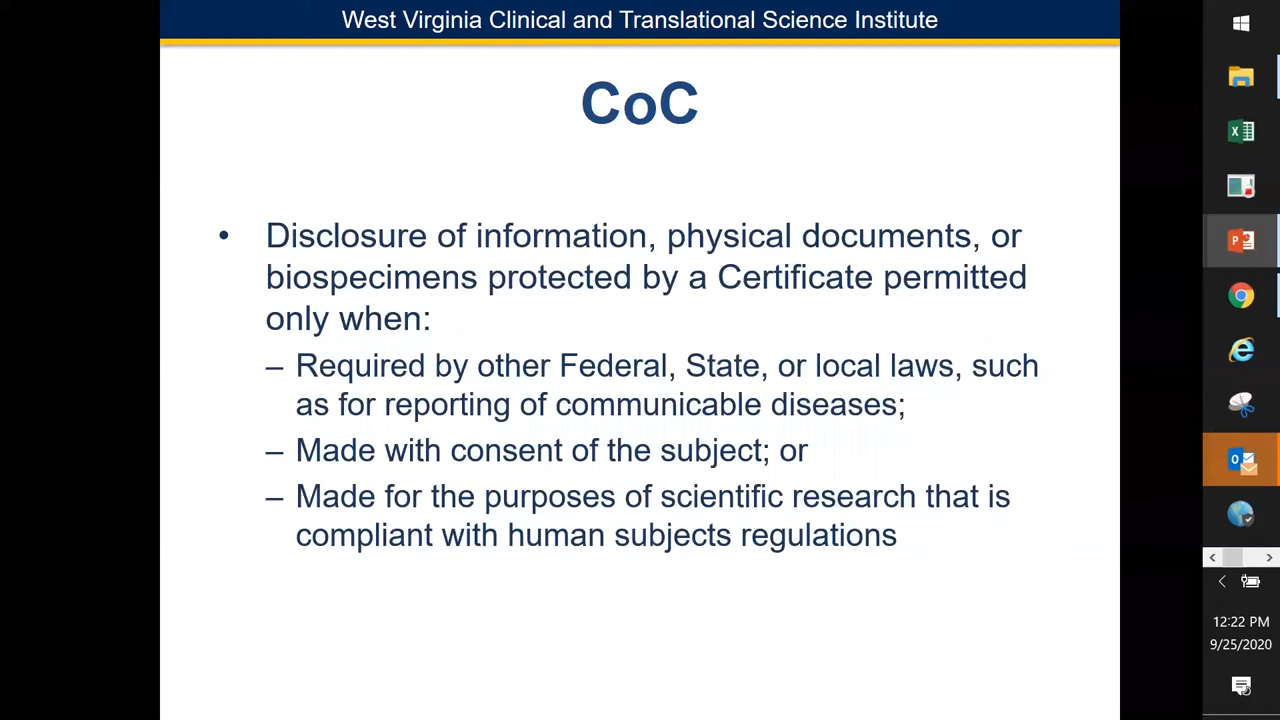 West Virginia Clinical and Translational Science Institute
CoC
• Disclosure of information, physical documents, or
biospecimens protected by a Certificate permitted
only when:
– Required by other Federal, State, or local laws, such
as for reporting of communicable diseases;
– Made with consent of the subject; or
– Made for the purposes of scientific research that is
compliant with human subjects regulations
12:22 PM
9/25/2020